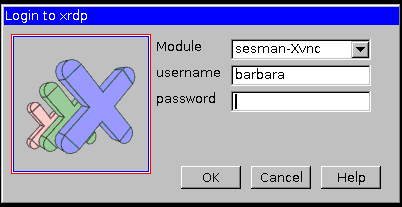 Login to xrdp
Module sesman-Xvnc
username barbara
password
OK Cancel Help